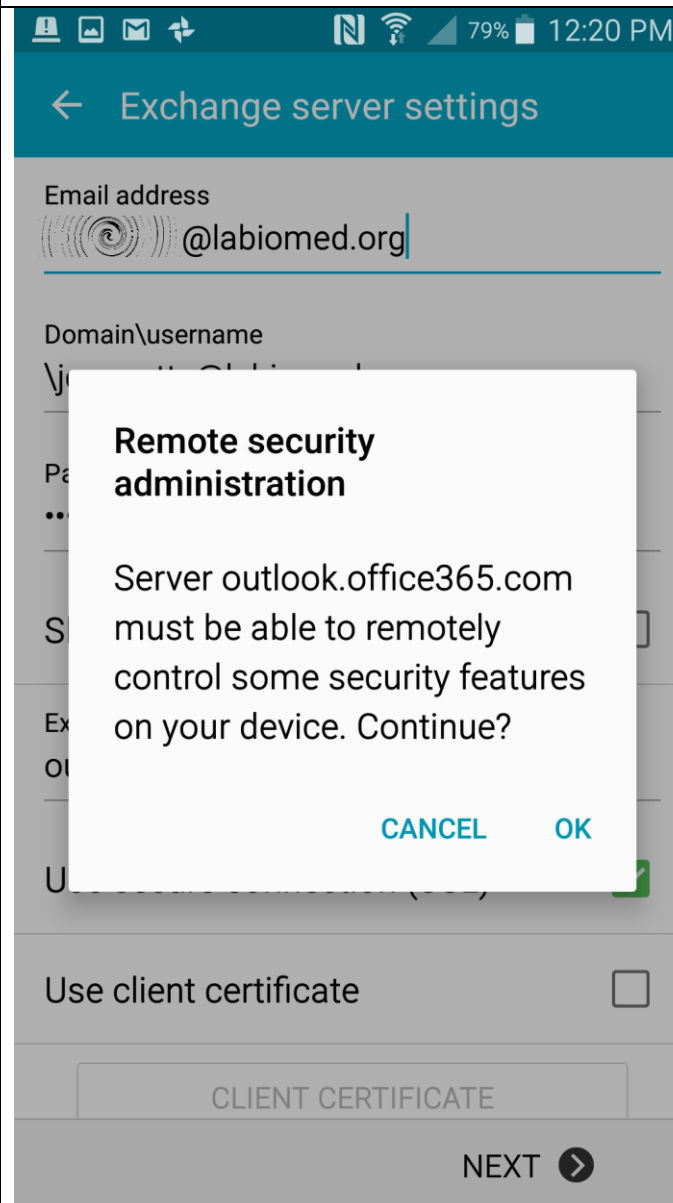 79% 12:20 PM
Exchange server settings
Email address
@labiomed.org
Domain\username
Remote security
administration
Server outlook.office365.com
must be able to remotely
control some security features
on your device. Continue?
CANCEL OK
Use client certificate
CLIENT CERTIFICATE
NEXT